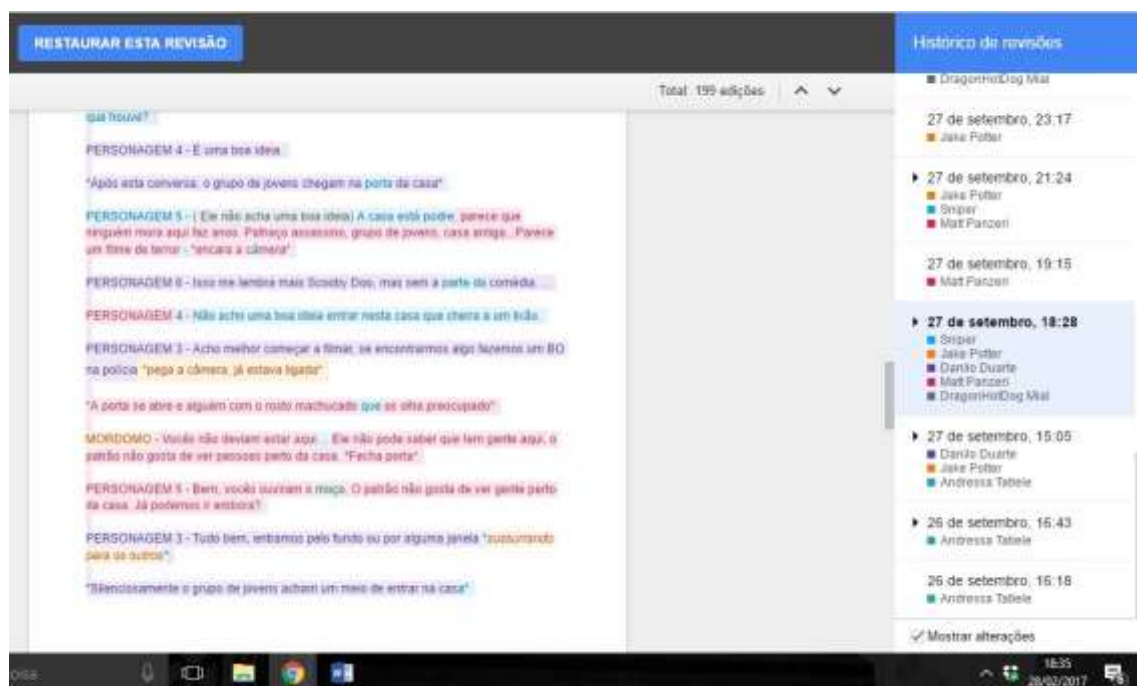 RESTAURAR ESTA REVISÃO
Total: 199 edições
que houve?
PERSONAGEM 4 - É uma boa ideia.
"Após esta conversa, o grupo de jovens chegam na porta da casa"
PERSONAGEM 5 - ( Ele não acha uma boa ideia) A casa está podre, parece que
ninguém mora aqui faz anos. Palhaço assassino, grupo de jovens, casa antiga.. Parece
um filme de terror - "encara a câmera"
PERSONAGEM 6 - Isso me lembra mais Scooby Doo, mas sem a parte da comédia....
PERSONAGEM 4 - Não acho uma boa ideia entrar nesta casa que cheira a
PERSONAGEM 3 - Acho melhor começar a filmar, se encontrarmos algo fazemos um BO
na polícia "pega a câmera, já estava ligada"
"A porta se abre e alguém com o rosto machucado que os olha preocupado"
MORDOMO - Vocês não deviam estar aqui... Ele não pode saber que tem gente aqui, o
patrão não gosta de ver pessoas perto da casa. "Fecha porta"
PERSONAGEM 5 - Bem, vocês ouviram o moço. O patrão não gosta de ver gente perto
da casa. Já podemos ir embora?
PERSONAGEM 3 - Tudo bem, entramos pelo fundo ou por alguma janela "sussurrando
para os outros"
"Silenciosamente o grupo de jovens acham um meio de entrar na casa"
Histórico de revisões
DragonHotDog Mial
27 de setembro, 23:17
Jake Potter
27 de setembro, 21:24
Jake Potter
Sniper
Matt Panzeri
27 de setembro, 19:15
Matt Panzeri
27 de setembro, 18:28
Sniper
Jake Potter
Danilo Duarte
Matt Panzeri
DragonHotDog Mial
27 de setembro, 15:05
Danilo Duarte
Jake Potter
Andressa Tatiele
26 de setembro, 16:43
Andressa Tatiele
26 de setembro, 16:18
Andressa Tatiele
Mostrar alterações
18:35
28/02/2017